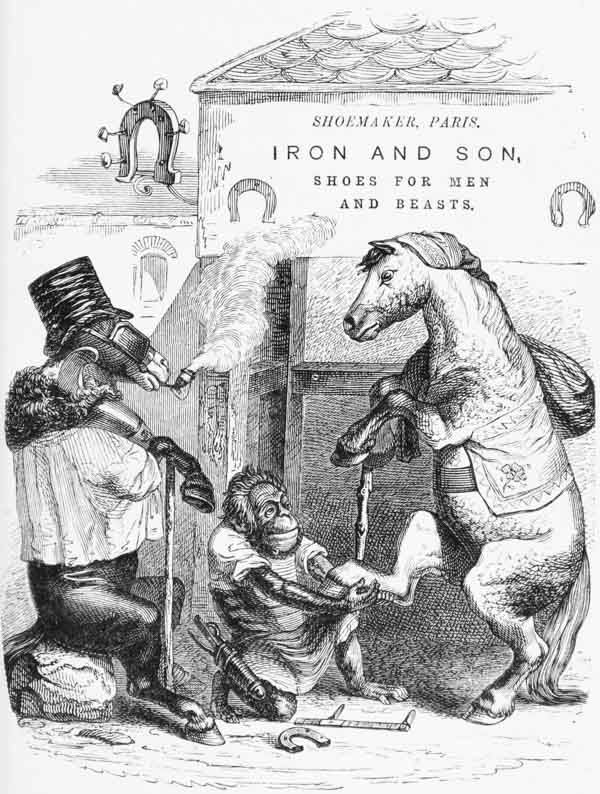 SHOEMAKER, PARIS.
IRON AND SON,
SHOES FOR MEN
AND BEASTS.